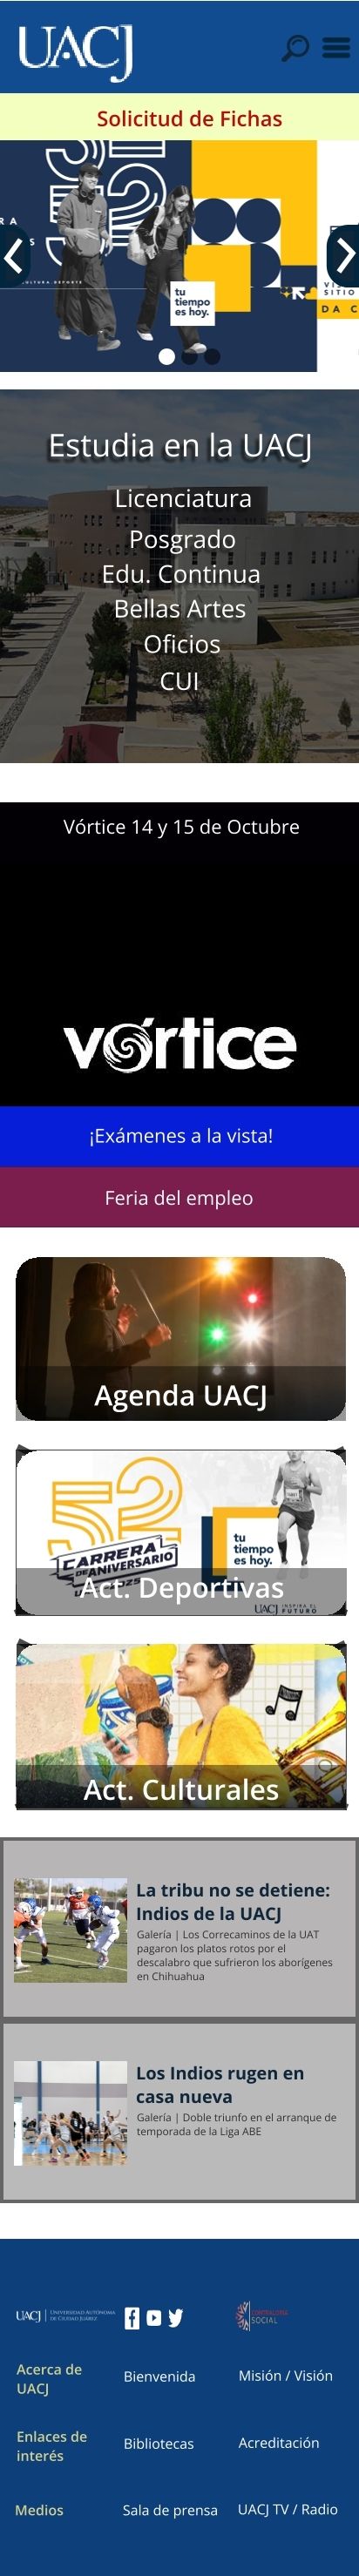 UACJ
Solicitud de Fichas
52
tu
tiempo
es hoy.
Estudia en la UACJ
Licenciatura
Posgrado
Edu. Continua
Bellas Artes
Oficios
CUI
Vórtice 14 y 15 de Octubre
vórtice
¡Exámenes a la vista!
Feria del empleo
Agenda UACJ
52
CARRERA
DE ANIVERSARIO
tu
tiempo
es hoy.
Act. Deportivas
UACJ INSPIRA EL
FUTURO
Act. Culturales
La tribu no se detiene:
Indios de la UACJ
Galería | Los Correcaminos de la UAT
pagaron los platos rotos por el
descalabro que sufrieron los aborígenes
en Chihuahua
Los Indios rugen en
casa nueva
Galería | Doble triunfo en el arranque de
temporada de la Liga ABE
UACJ | UNIVERSIDAD AUTÓNOMA
DE CIUDAD JUÁREZ
CONTRALORÍA
SOCIAL
Acerca de
UACJ
Bienvenida
Misión / Visión
Enlaces de
interés
Bibliotecas
Acreditación
Medios
Sala de prensa
UACJ TV / Radio